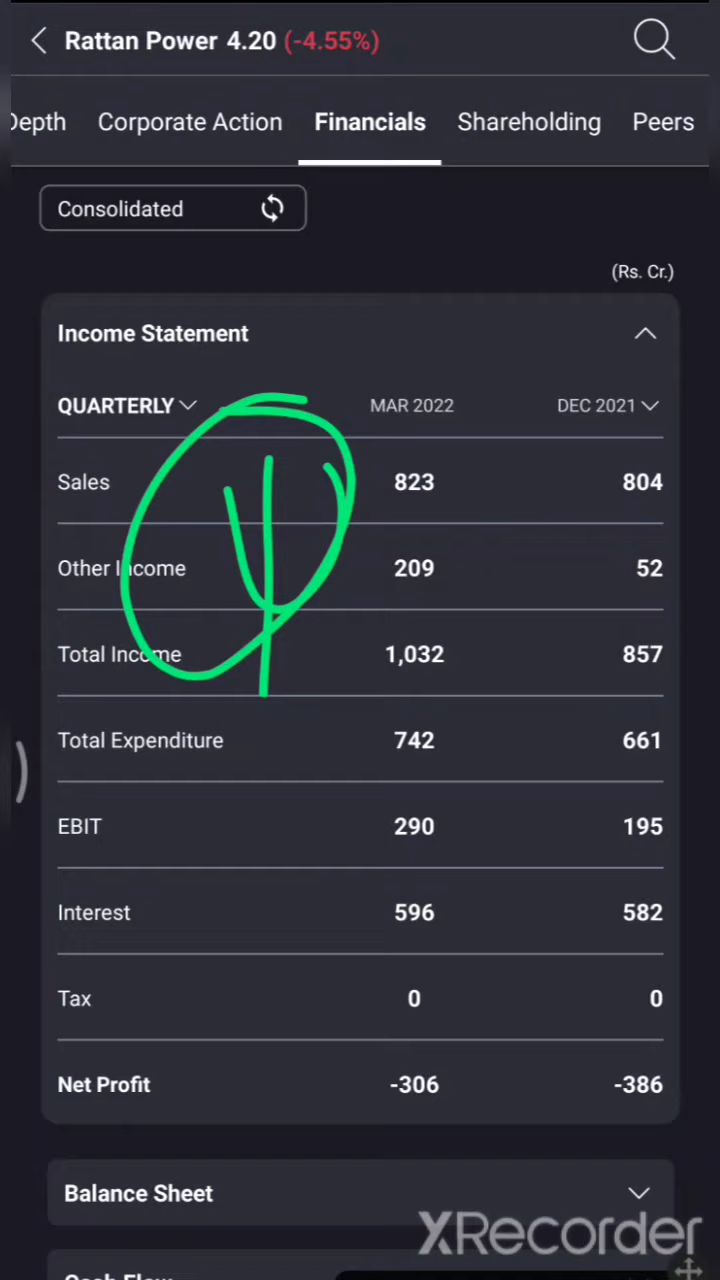 Rattan Power 4.20 (-4.55%)
Depth Corporate Action Financials Shareholding Peers
Consolidated
(Rs. Cr.)
Income Statement
QUARTERLY MAR 2022 DEC 2021
Sales 823 804
Other Income 209 52
Total Income 1,032 857
Total Expenditure 742 661
EBIT 290 195
Interest 596 582
Tax 0 0
Net Profit -306 -386
Balance Sheet
XRecorder
Cash Flow